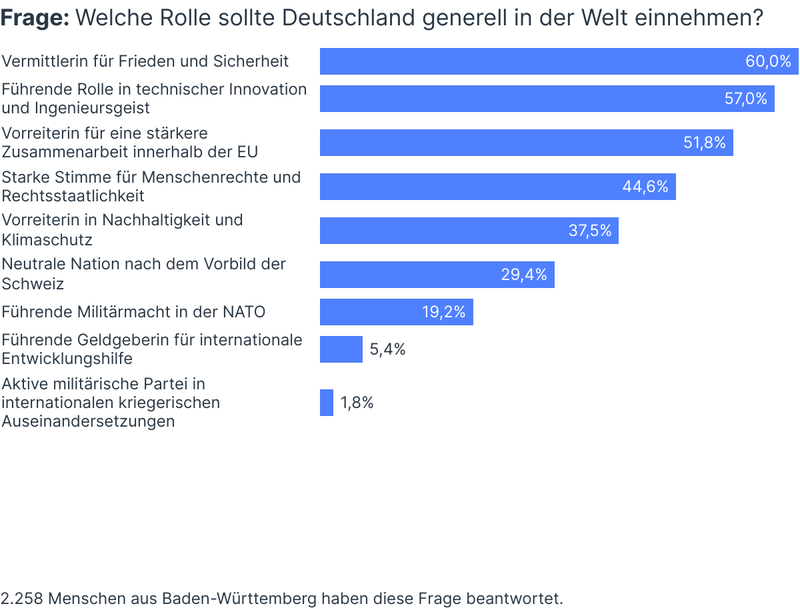 Frage: Welche Rolle sollte Deutschland generell in der Welt einnehmen?
Vermittlerin für Frieden und Sicherheit
60,0%
Führende Rolle in technischer Innovation
und Ingenieursgeist
57,0%
Vorreiterin für eine stärkere
Zusammenarbeit innerhalb der EU
51,8%
Starke Stimme für Menschenrechte und
Rechtsstaatlichkeit
44,6%
Vorreiterin in Nachhaltigkeit und
Klimaschutz
37,5%
Neutrale Nation nach dem Vorbild der
Schweiz
29,4%
Führende Militärmacht in der NATO
19,2%
Führende Geldgeberin für internationale
Entwicklungshilfe
5,4%
Aktive militärische Partei in
internationalen kriegerischen
Auseinandersetzungen
1,8%
2.258 Menschen aus Baden-Württemberg haben diese Frage beantwortet.